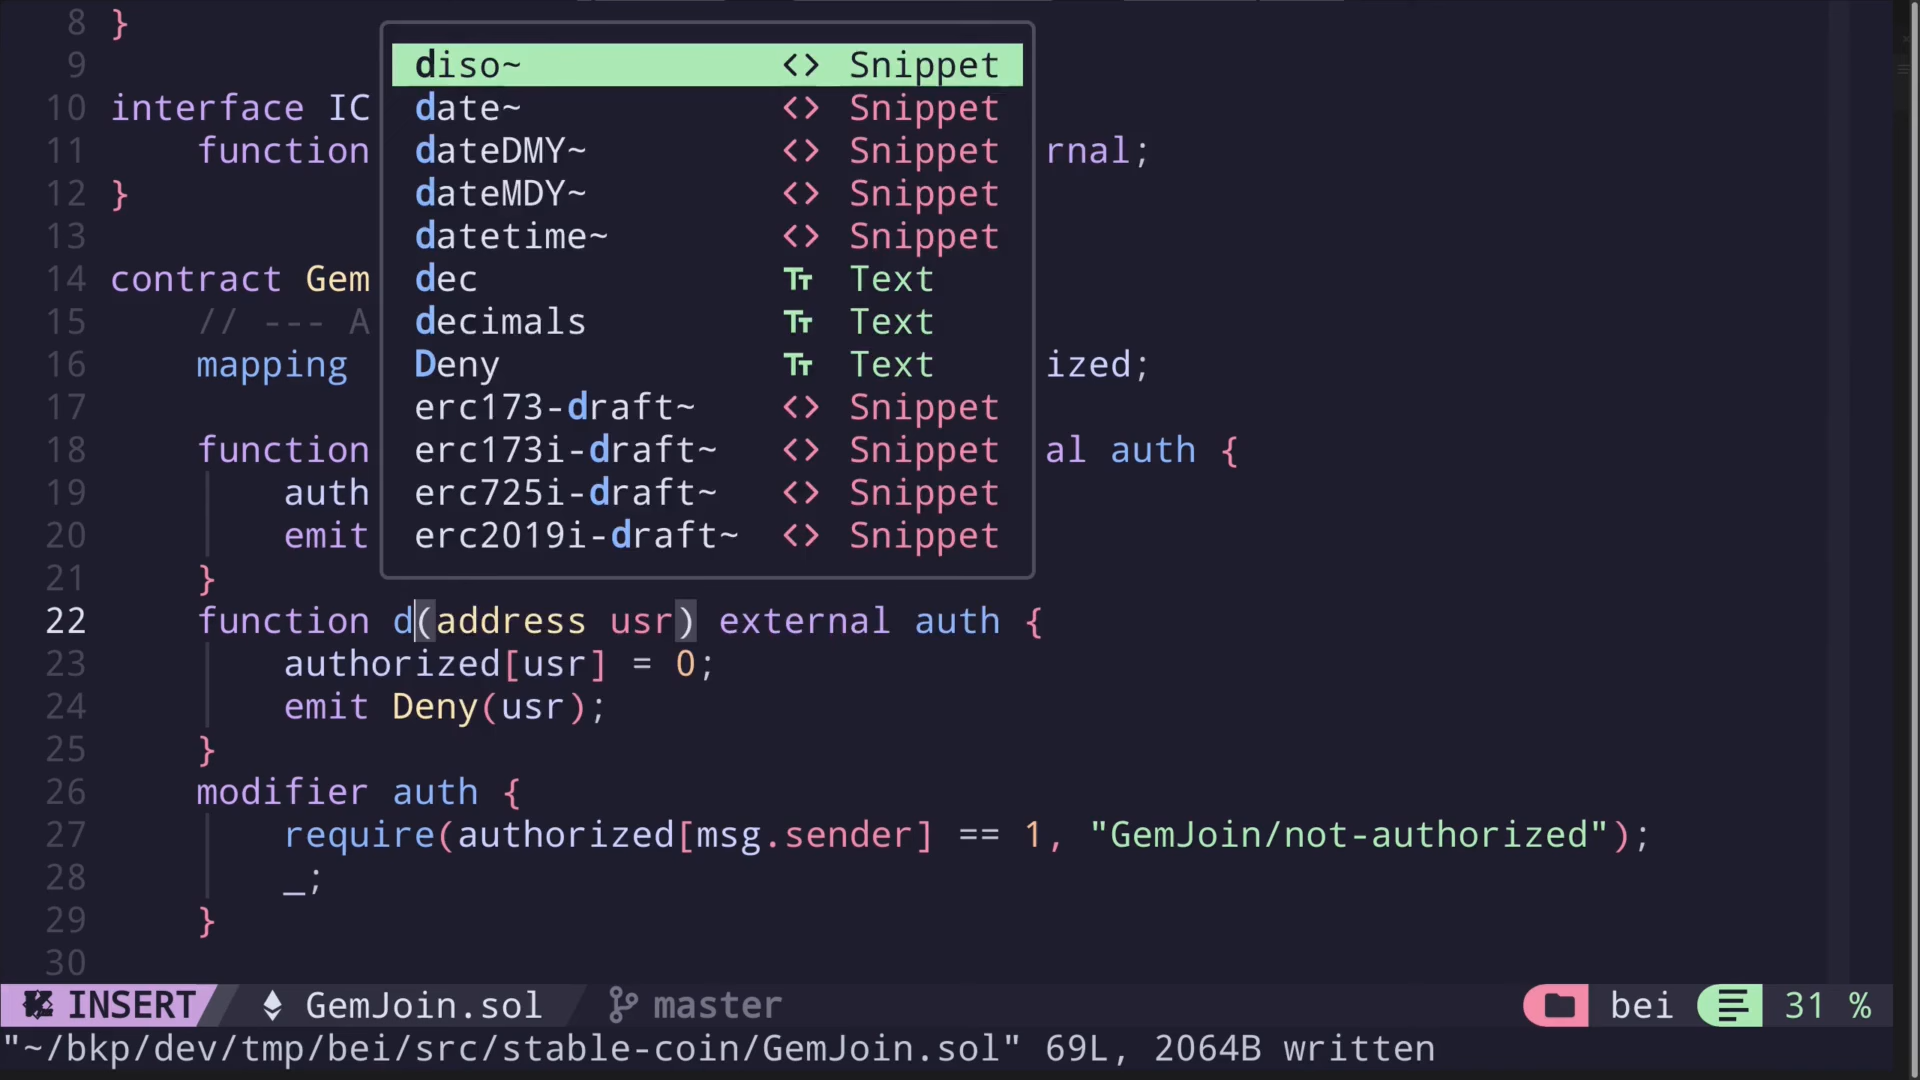 8 }
9
10 interface IC
11     function rnal;
12 }
13
14 contract Gem
15     // --- A
16     mapping ized;
17
18     function al auth {
19         auth
20         emit
21     }
22     function d(address usr) external auth {
23         authorized[usr] = 0;
24         emit Deny(usr);
25     }
26     modifier auth {
27         require(authorized[msg.sender] == 1, "GemJoin/not-authorized");
28         _;
29     }
30
diso~ <> Snippet
date~ <> Snippet
dateDMY~ <> Snippet
dateMDY~ <> Snippet
datetime~ <> Snippet
dec Tт Text
decimals Tт Text
Deny Tт Text
erc173-draft~ <> Snippet
erc173i-draft~ <> Snippet
erc725i-draft~ <> Snippet
erc2019i-draft~ <> Snippet
INSERT GemJoin.sol master bei 31 %
"~/bkp/dev/tmp/bei/src/stable-coin/GemJoin.sol" 69L, 2064B written